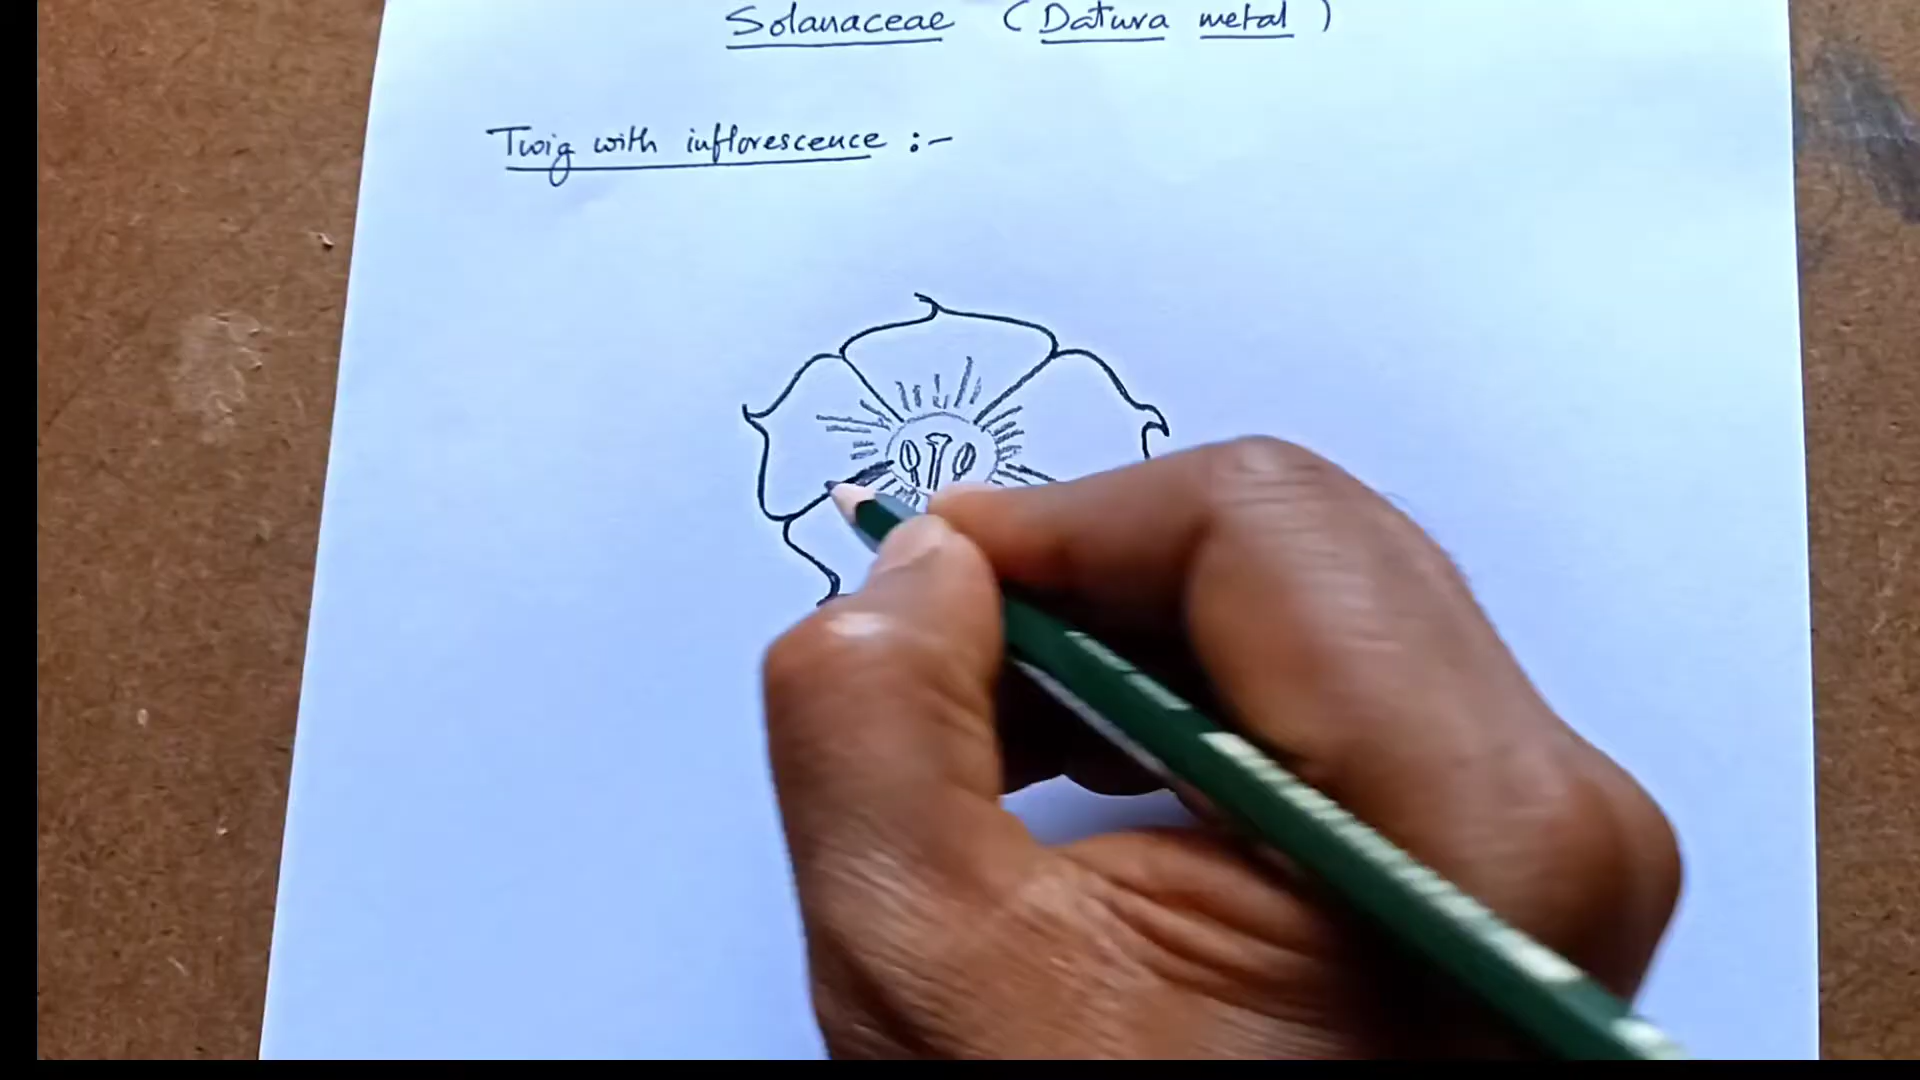 Solanaceae (Datura metal)
Twig with inflorescence :-